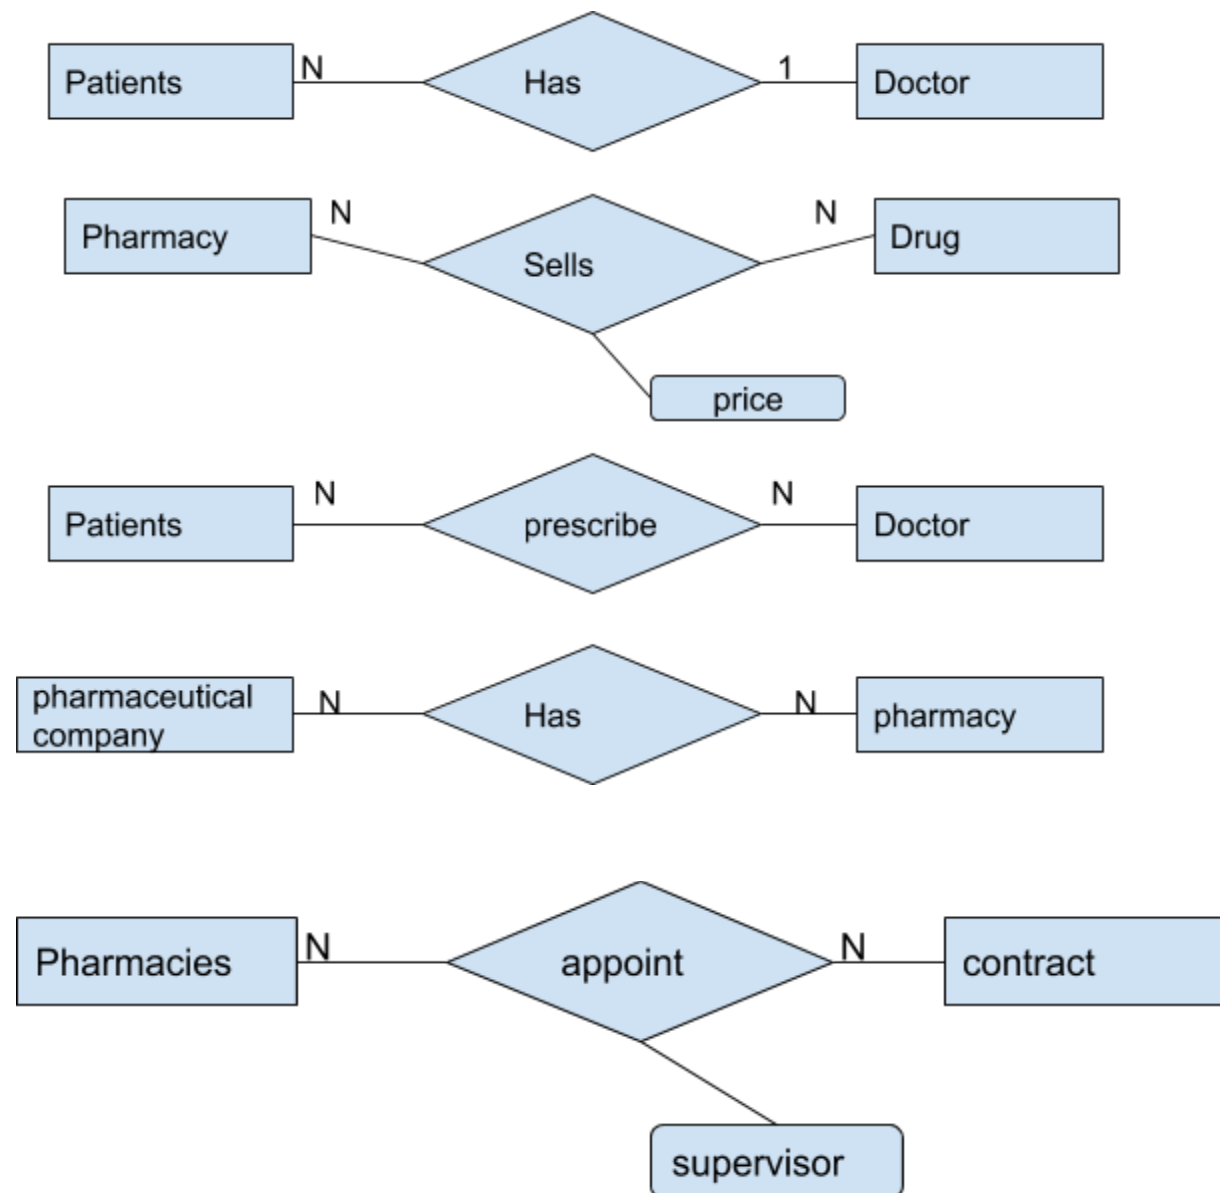 Patients N Has 1 Doctor
Pharmacy N Sells N Drug
price
Patients N prescribe N Doctor
pharmaceutical
company N Has N pharmacy
Pharmacies N appoint N contract
supervisor